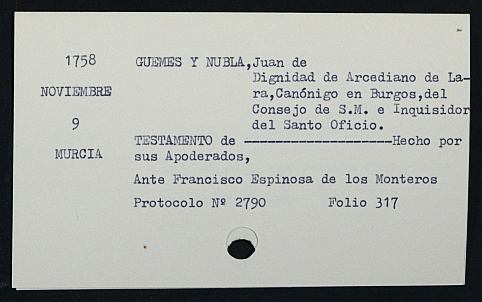 1758
NOVIEMBRE
9
MURCIA
GUEMES Y NUBLA,Juan de
Dignidad de Arcediano de La-
ra,Canónigo en Burgos,del
Consejo de S.M. e Inquisidor
del Santo Oficio.
TESTAMENTO de --------------------Hecho por
sus Apoderados,
Ante Francisco Espinosa de los Monteros
Protocolo Nº 2790 Folio 317